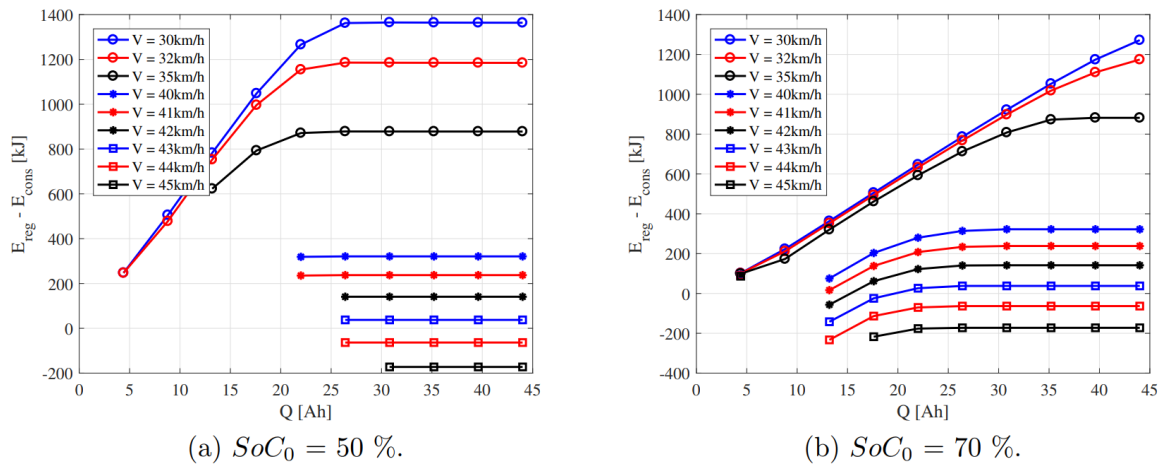 1400
1200
1000
800
600
400
200
0
-200
E_reg - E_cons [kJ]
V = 30km/h
V = 32km/h
V = 35km/h
V = 40km/h
V = 41km/h
V = 42km/h
V = 43km/h
V = 44km/h
V = 45km/h
0 5 10 15 20 25 30 35 40 45
Q [Ah]
(a) SoC₀ = 50 %.
1400
1200
1000
800
600
400
200
0
-200
-400
E_reg - E_cons [kJ]
V = 30km/h
V = 32km/h
V = 35km/h
V = 40km/h
V = 41km/h
V = 42km/h
V = 43km/h
V = 44km/h
V = 45km/h
0 5 10 15 20 25 30 35 40 45
Q [Ah]
(b) SoC₀ = 70 %.